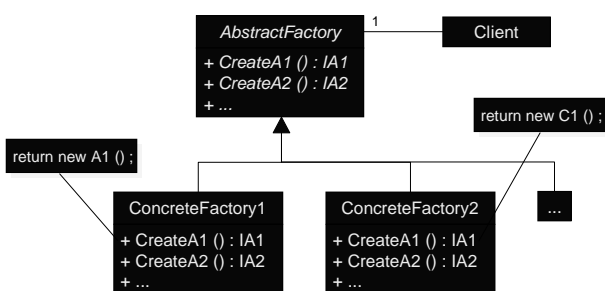 AbstractFactory
+ CreateA1 () : IA1
+ CreateA2 () : IA2
+ ...
1
Client
return new A1 () ;
return new C1 () ;
ConcreteFactory1
+ CreateA1 () : IA1
+ CreateA2 () : IA2
+ ...
ConcreteFactory2
+ CreateA1 () : IA1
+ CreateA2 () : IA2
+ ...
...